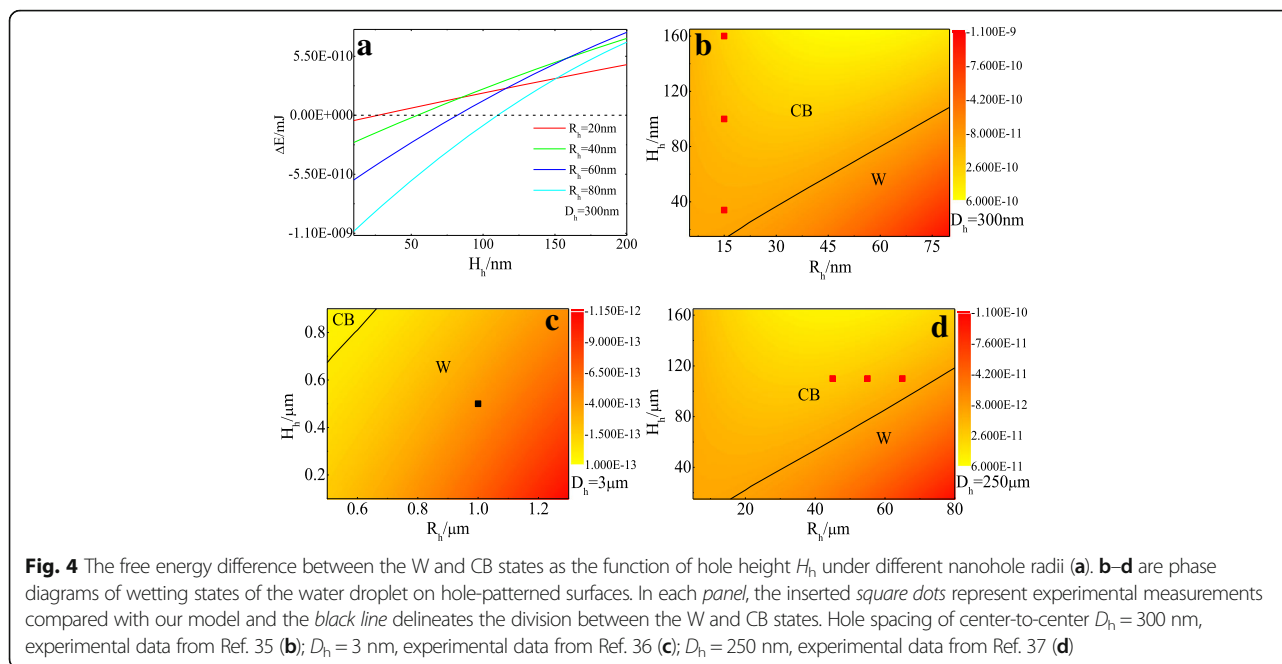 a
5.50E-010
0.00E+000
-5.50E-010
-1.10E-009
ΔE/mJ
R_h=20nm
R_h=40nm
R_h=60nm
R_h=80nm
D_h=300nm
50 100 150 200
H_h/nm
b
160
120
80
40
H_h/nm
CB
W
15 30 45 60 75
R_h/nm
-1.100E-9
-7.600E-10
-4.200E-10
-8.000E-11
2.600E-10
6.000E-10
D_h=300nm
c
CB
W
0.8
0.6
0.4
0.2
H_h/μm
0.6 0.8 1.0 1.2
R_h/μm
-1.150E-12
-9.000E-13
-6.500E-13
-4.000E-13
-1.500E-13
1.000E-13
D_h=3μm
d
160
120
80
40
H_h/μm
CB
W
20 40 60 80
R_h/μm
-1.100E-10
-7.600E-11
-4.200E-11
-8.000E-12
2.600E-11
6.000E-11
D_h=250μm
Fig. 4 The free energy difference between the W and CB states as the function of hole height H_h under different nanohole radii (a). b–d are phase
diagrams of wetting states of the water droplet on hole-patterned surfaces. In each panel, the inserted square dots represent experimental measurements
compared with our model and the black line delineates the division between the W and CB states. Hole spacing of center-to-center D_h = 300 nm,
experimental data from Ref. 35 (b); D_h = 3 nm, experimental data from Ref. 36 (c); D_h = 250 nm, experimental data from Ref. 37 (d)